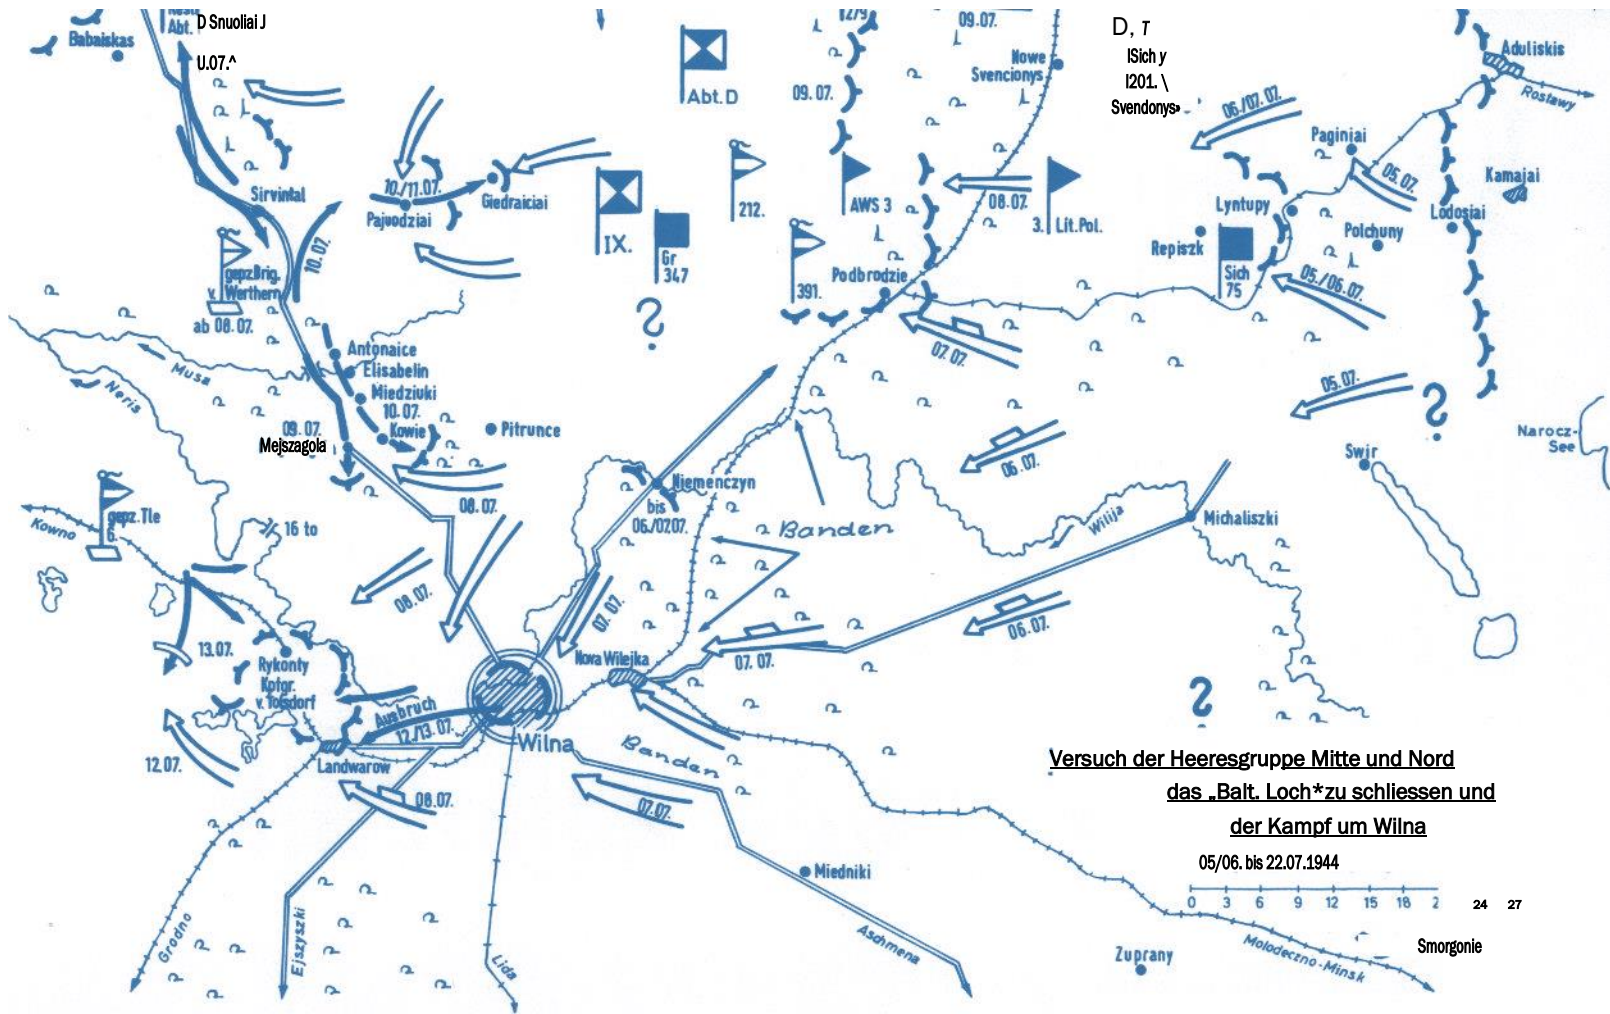 Abt.
D Snuoliai J
U.07.^
Babaiskas
Abt. D
09.07.
09.07.
Nowe
Svencionys
D, T
ISich y
I201. \
Svendonys
Aduliskis
Rostawy
06./07.07.
Paginiai
05.07.
Kamajai
Lodosiai
Lyntupy
Polchuny
Repiszk
Sich
75
05./06.07.
Sirvintai
10./11.07.
Pajuodziai
Giedraiciai
10.07.
gepz.Brig.
v. Werthern
ab 08.07.
IX.
Gr
347
?
212.
AWS 3
391.
08.07.
3. Lit.Pol.
Podbrodzie
07.07.
Musa
Neris
Antonaice
Elisabelin
Miedziuki
10.07.
Kowie
09.07.
Mejszagola
Pitrunce
05.07.
?
Narocz-
See
Swir
06.07.
Niemenczyn
bis
06./07.07.
08.07.
Banden
Wilija
Michaliszki
Kowno
gepz.Tle
6.
16 to
08.07.
07.07.
06.07.
13.07.
Rykonty
Kpfgr.
v. Tolsdorf
Nova Wilejka
07.07.
?
Ausbruch
12./13.07.
Wilna
Banden
12.07.
Landwarow
08.07.
07.07.
Versuch der Heeresgruppe Mitte und Nord
das „Balt. Loch*zu schliessen und
der Kampf um Wilna
05/06. bis 22.07.1944
0 3 6 9 12 15 18 2 24 27
Miedniki
Grodno
Ejszyszki
Lida
Aschmena
Zuprany
Molodeczno-Minsk
Smorgonie